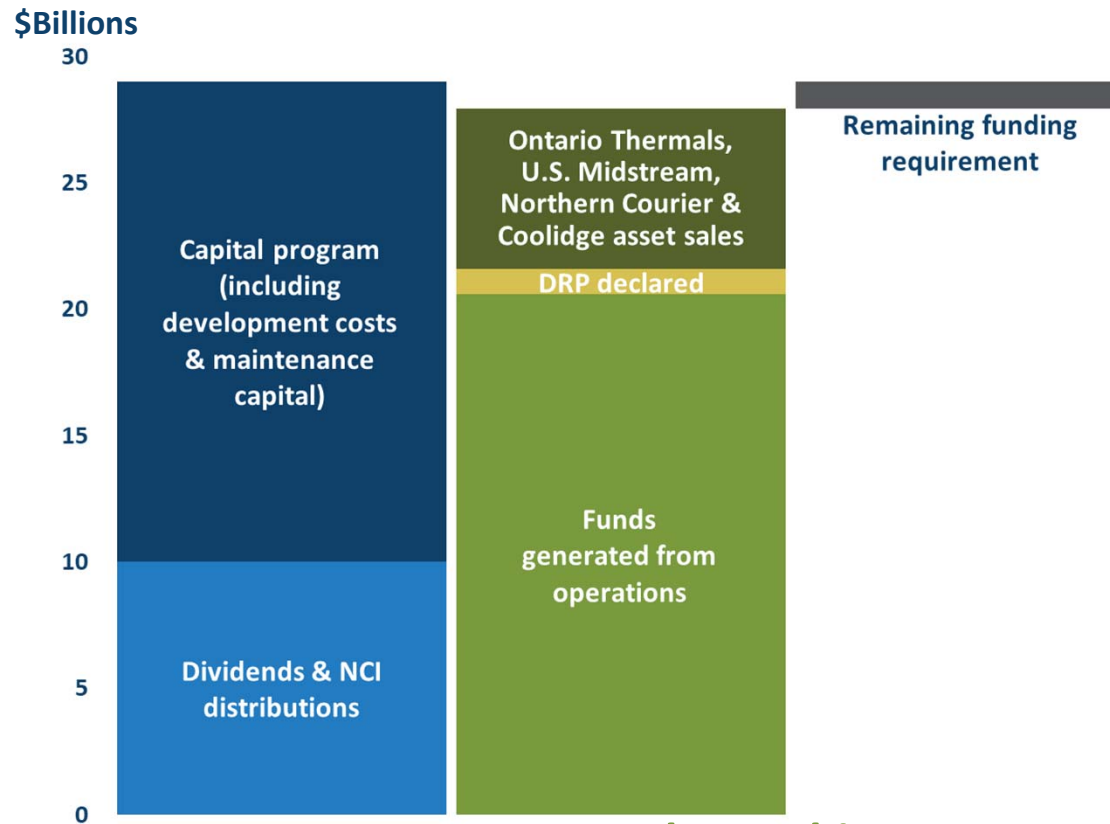 $Billions
30
25
20
15
10
5
0
Capital program
(including
development costs
& maintenance
capital)
Dividends & NCI
distributions
Ontario Thermals,
U.S. Midstream,
Northern Courier &
Coolidge asset sales
DRP declared
Funds
generated from
operations
Remaining funding
requirement